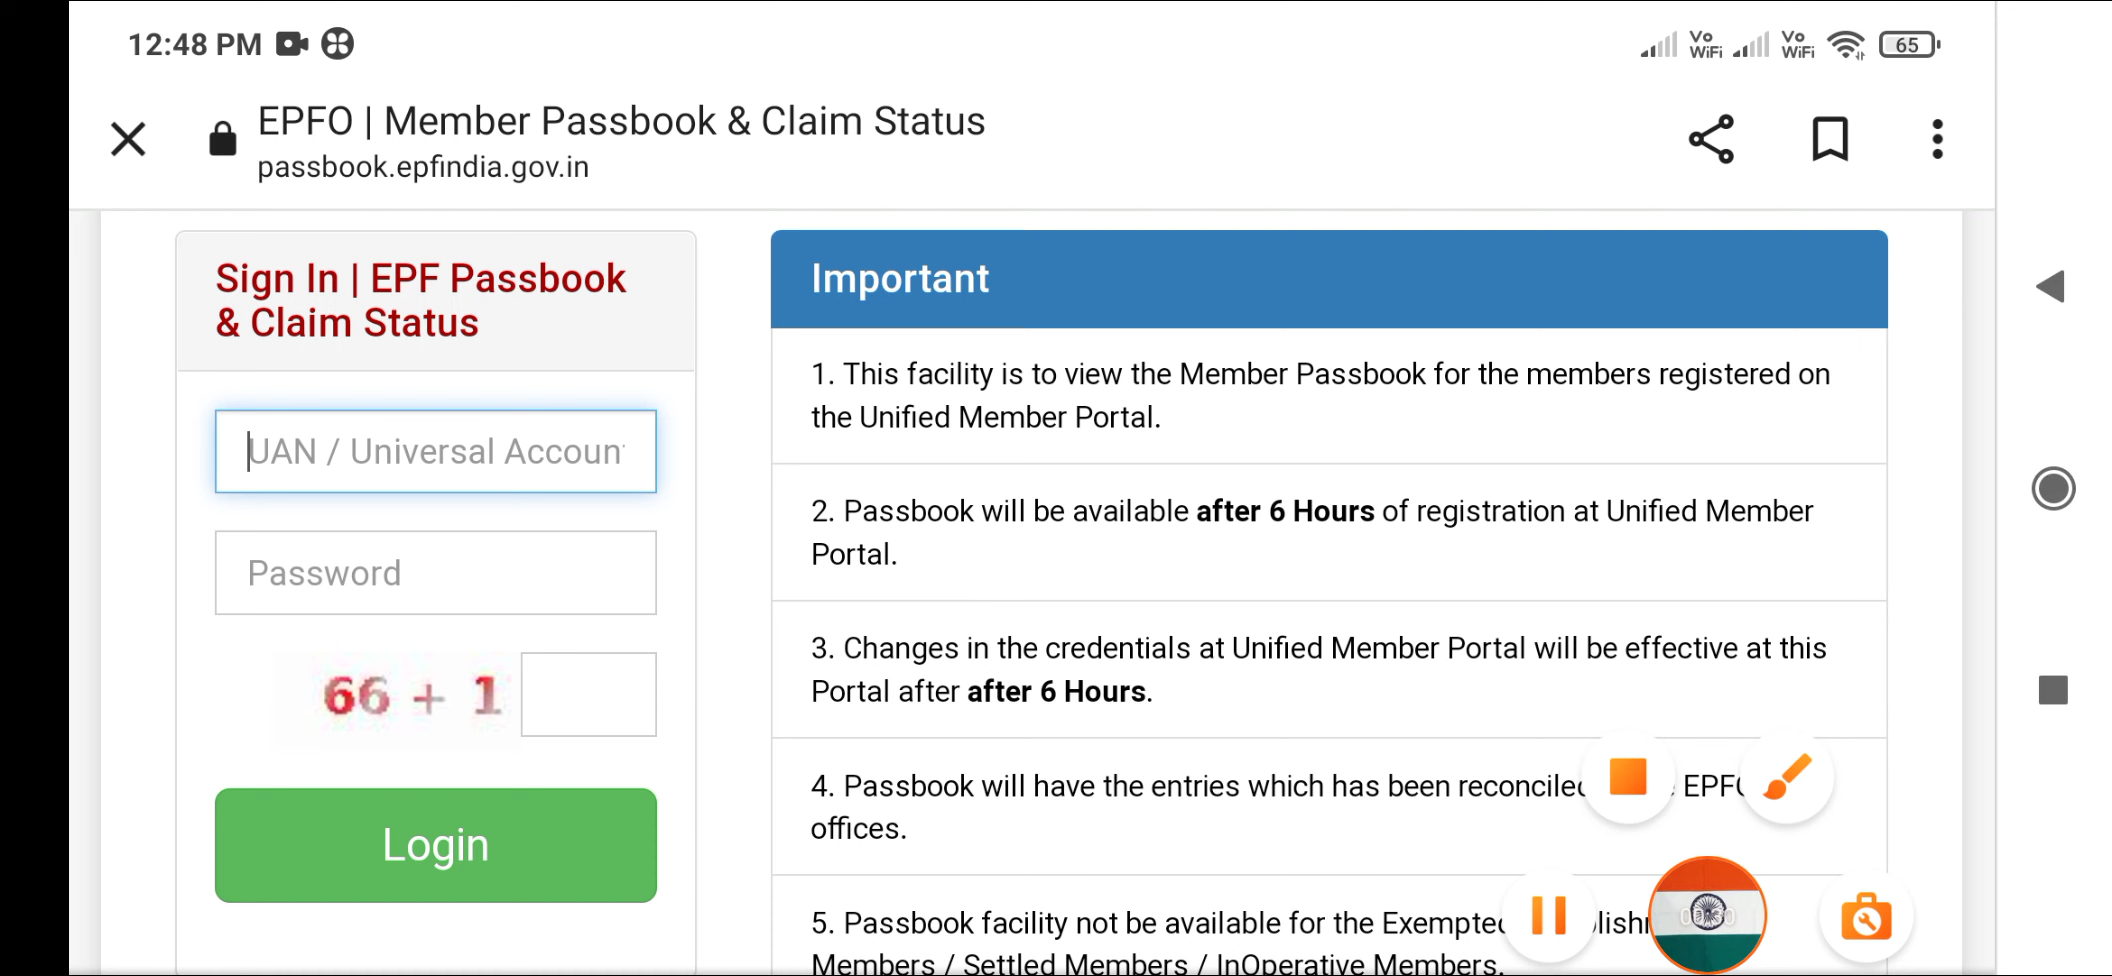 12:48 PM
Vo WiFi Vo WiFi 65
EPFO | Member Passbook & Claim Status
passbook.epfindia.gov.in
Sign In | EPF Passbook
& Claim Status
UAN / Universal Accoun
Password
66 + 1
Login
Important
1. This facility is to view the Member Passbook for the members registered on
the Unified Member Portal.
2. Passbook will be available after 6 Hours of registration at Unified Member
Portal.
3. Changes in the credentials at Unified Member Portal will be effective at this
Portal after after 6 Hours.
4. Passbook will have the entries which has been reconciled EPFO
offices.
5. Passbook facility not be available for the Exempted
Members / Settled Members / InOperative Members.